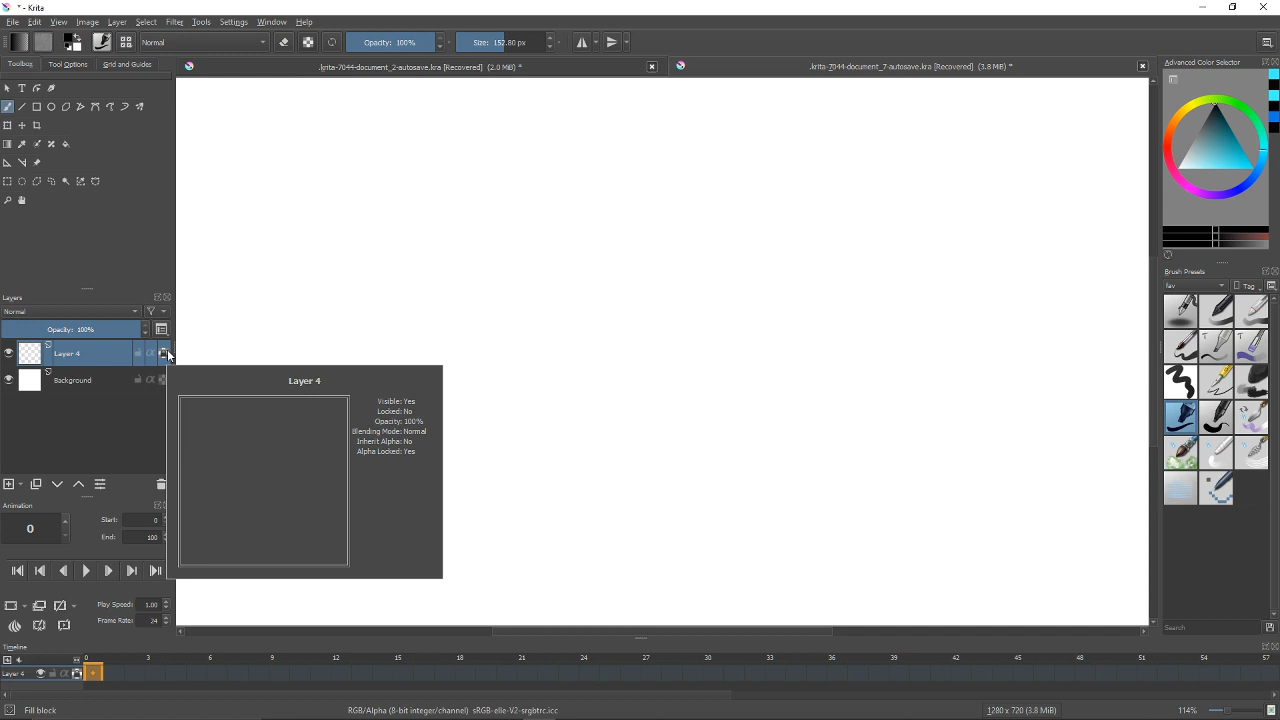 * - Krita
File Edit View Image Layer Select Filter Tools Settings Window Help
Normal Opacity: 100% Size: 152.80 px
Toolbox Tool Options Grid and Guides
.krita-7044-document_2-autosave.kra [Recovered] (2.0 MiB) *
.krita-7044-document_7-autosave.kra [Recovered] (3.8 MiB) *
Advanced Color Selector
Brush Presets
fav Tag
Search
Layers
Normal
Opacity: 100%
Layer 4
Background
Layer 4
Visible: Yes
Locked: No
Opacity: 100%
Blending Mode: Normal
Inherit Alpha: No
Alpha Locked: Yes
Animation
0 Start: 0
End: 100
Play Speed: 1.00
Frame Rate: 24
Timeline
0 3 6 9 12 15 18 21 24 27 30 33 36 39 42 45 48 51 54 57
Layer 4
Fill block RGB/Alpha (8-bit integer/channel) sRGB-elle-V2-srgbtrc.icc 1280 x 720 (3.8 MiB) 114%